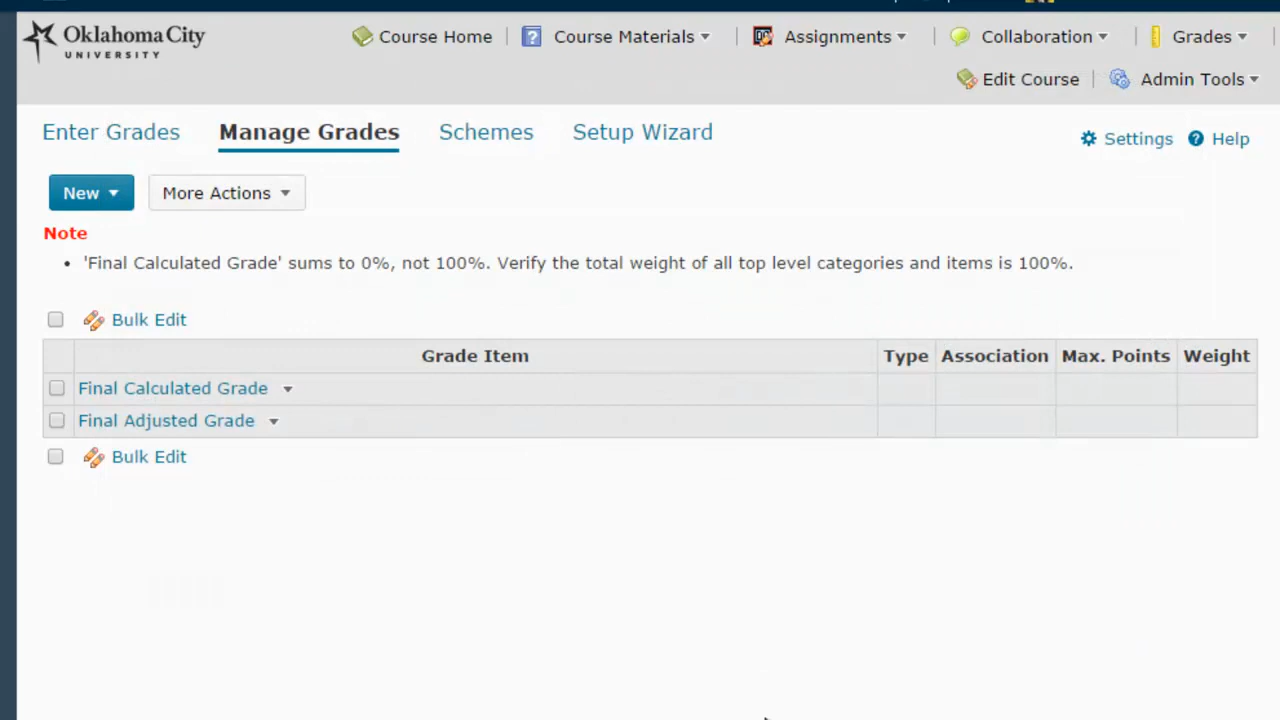 Oklahoma City
UNIVERSITY
Course Home
Course Materials
Assignments
Collaboration
Grades
Edit Course
Admin Tools
Enter Grades
Manage Grades
Schemes
Setup Wizard
Settings
Help
New
More Actions
Note
• 'Final Calculated Grade' sums to 0%, not 100%. Verify the total weight of all top level categories and items is 100%.
Bulk Edit
Grade Item Type Association Max. Points Weight
Final Calculated Grade
Final Adjusted Grade
Bulk Edit